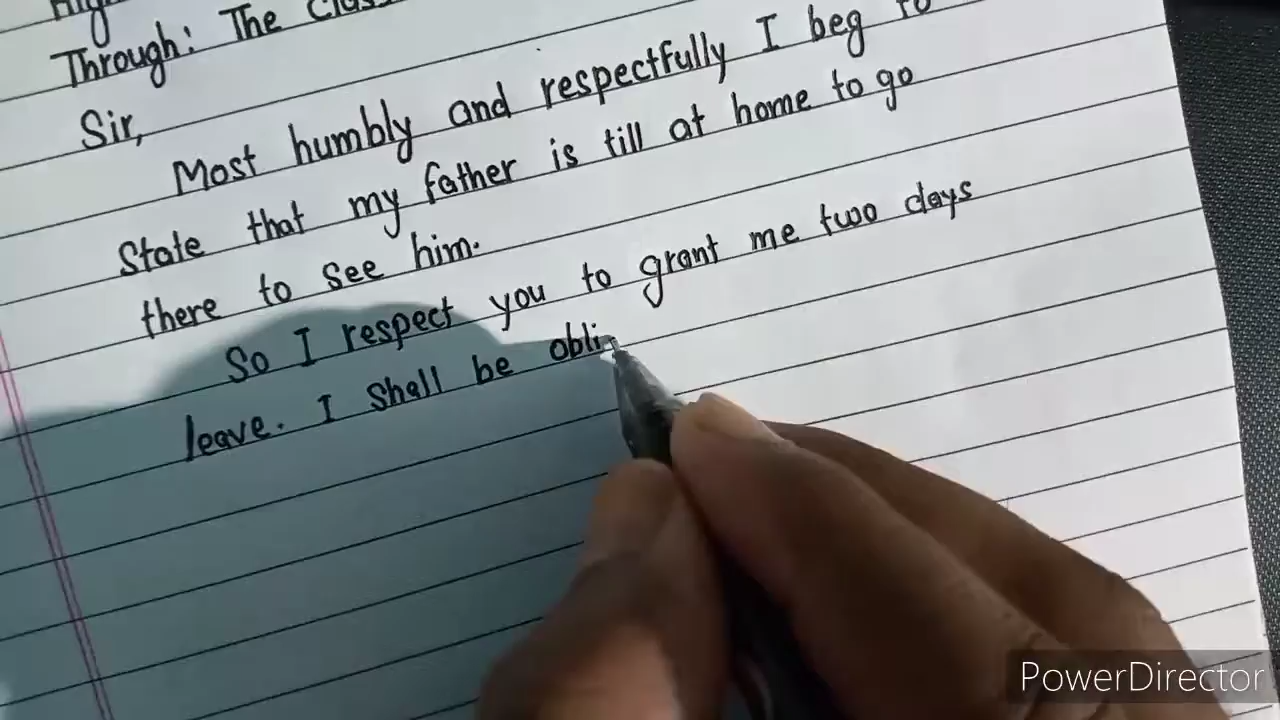 Through: The Class
Sir,
Most humbly and respectfully I beg to
State that my father is till at home to go
there to see him.
So I respect you to grant me two days
leave. I shall be obli
PowerDirector